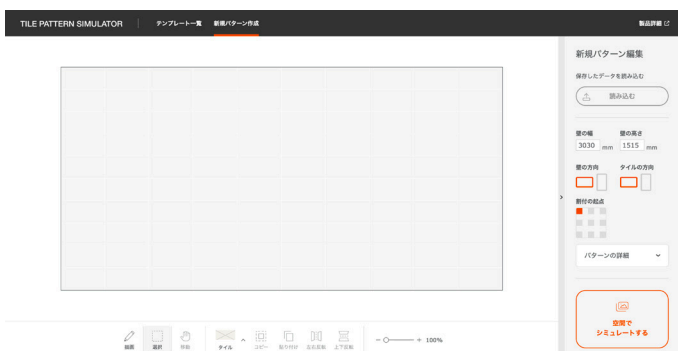 TILE PATTERN SIMULATOR テンプレート一覧 新規パターン作成 製品詳細
新規パターン編集
保存したデータを読み込む
読み込む
壁の幅 壁の高さ
3030 mm 1515 mm
壁の方向 タイルの方向
割付の起点
パターンの詳細
空間で
シミュレートする
線画 選択 移動 タイル コピー 貼り付け 左右反転 上下反転 − + 100%